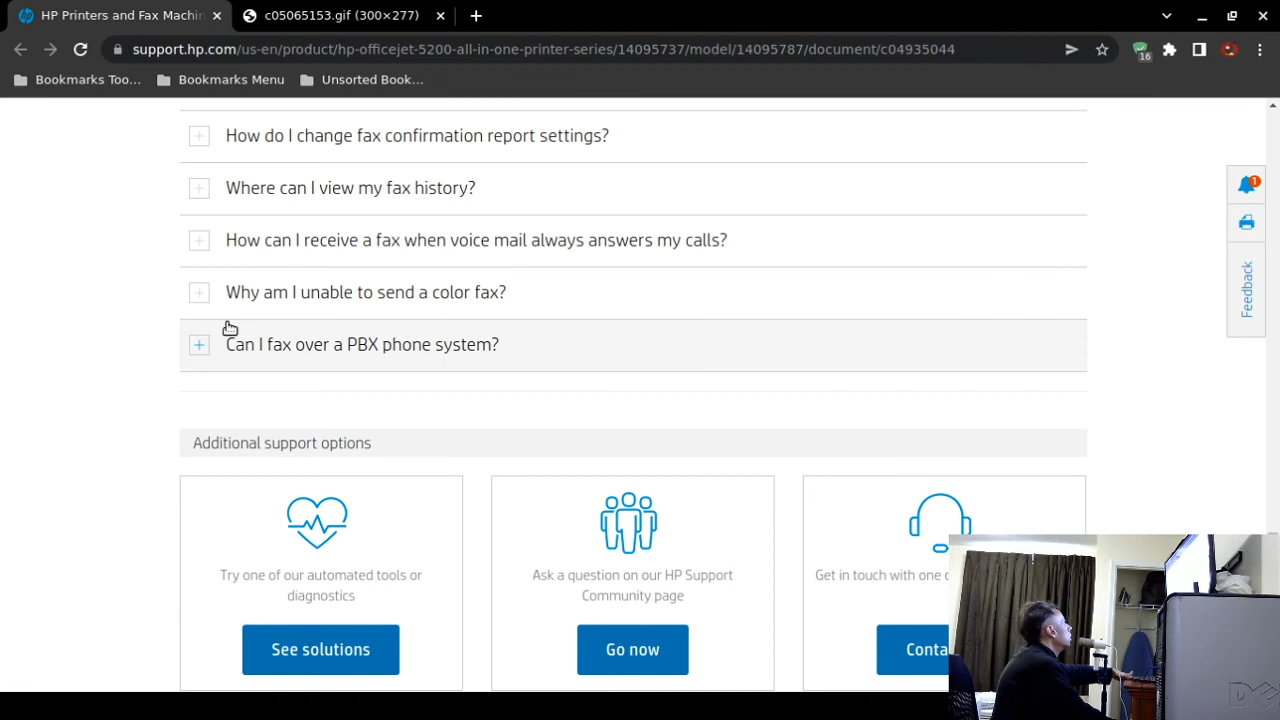 HP Printers and Fax Machin
c05065153.gif (300×277)
support.hp.com/us-en/product/hp-officejet-5200-all-in-one-printer-series/14095737/model/14095787/document/c04935044
16
Bookmarks Too...
Bookmarks Menu
Unsorted Book...
How do I change fax confirmation report settings?
Where can I view my fax history?
How can I receive a fax when voice mail always answers my calls?
Why am I unable to send a color fax?
Can I fax over a PBX phone system?
1
Feedback
Additional support options
Try one of our automated tools or
diagnostics
See solutions
Ask a question on our HP Support
Community page
Go now
Get in touch with one
Conta
DELL